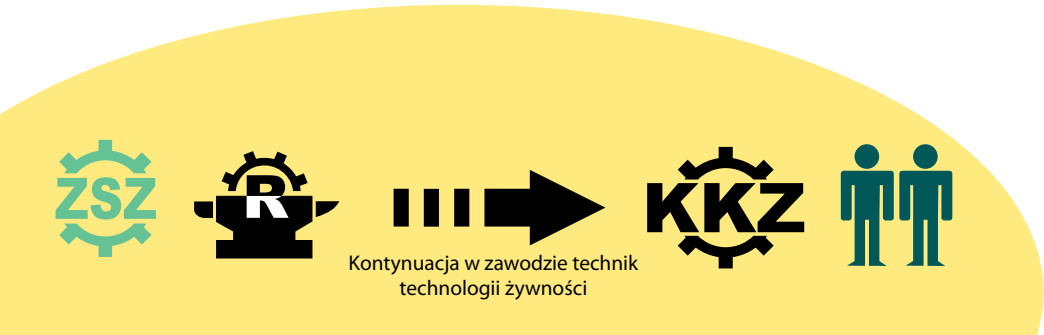 ZSZ
R
KKZ
Kontynuacja w zawodzie technik
technologii żywności